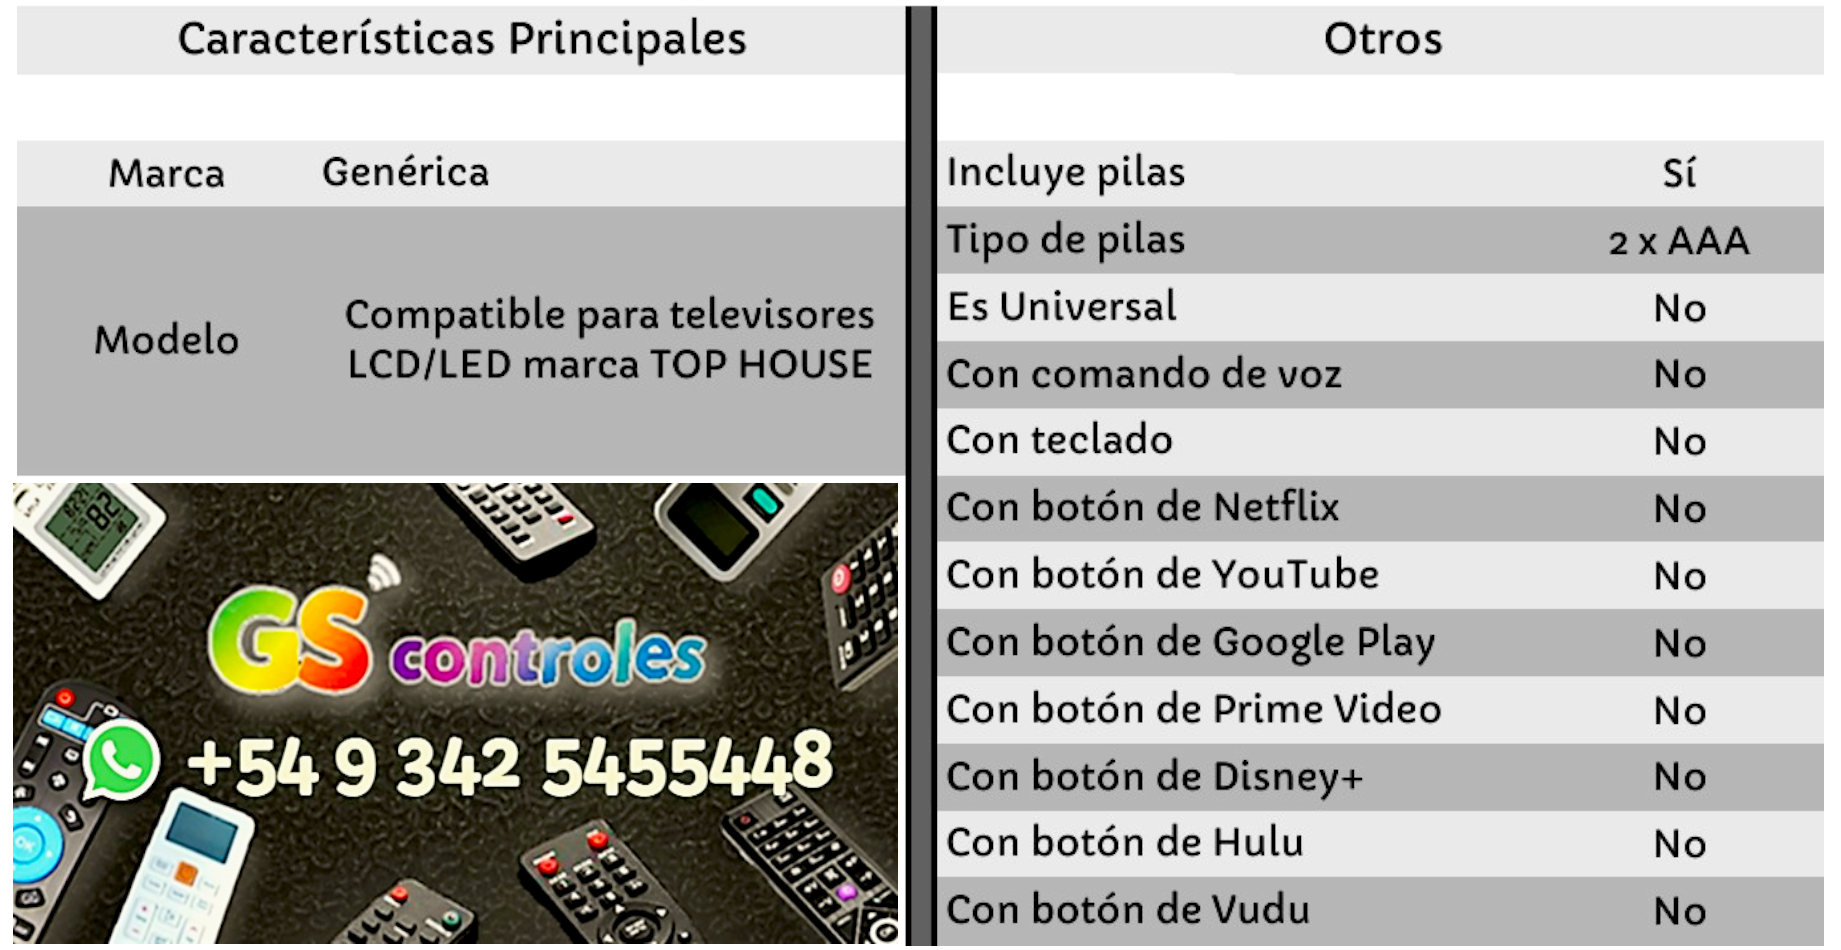 Características Principales
Marca Genérica
Modelo
Compatible para televisores
LCD/LED marca TOP HOUSE
GS controles
+54 9 342 5455448
Otros
Incluye pilas Sí
Tipo de pilas 2 x AAA
Es Universal No
Con comando de voz No
Con teclado No
Con botón de Netflix No
Con botón de YouTube No
Con botón de Google Play No
Con botón de Prime Video No
Con botón de Disney+ No
Con botón de Hulu No
Con botón de Vudu No